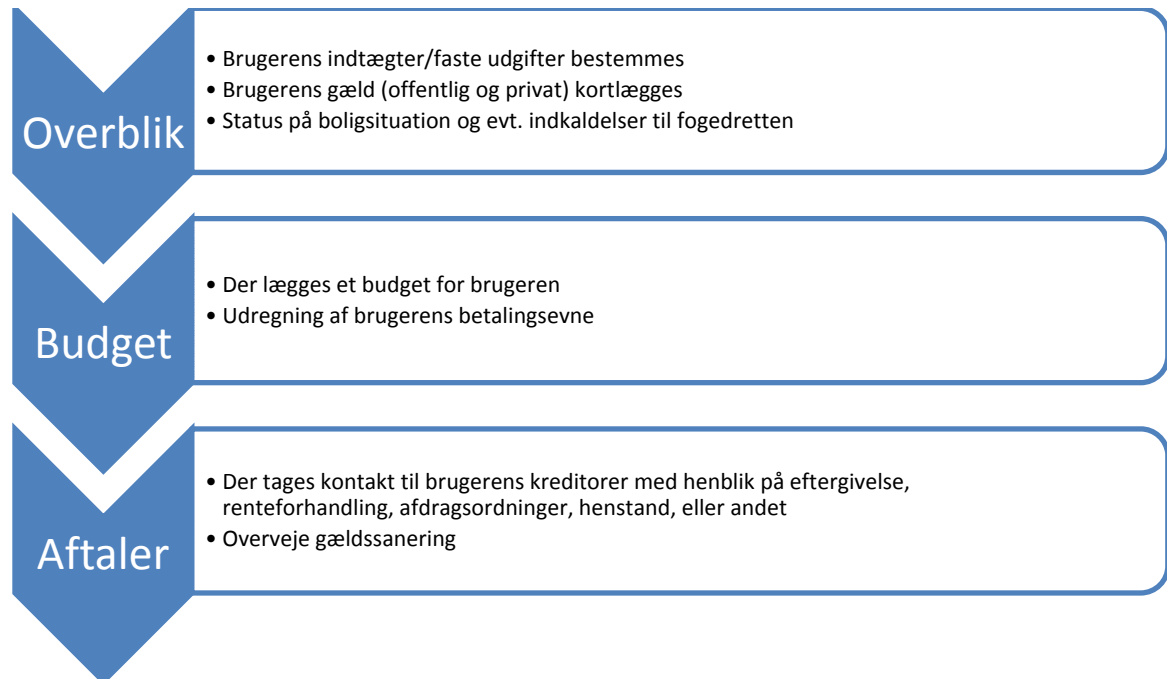 Overblik
• Brugerens indtægter/faste udgifter bestemmes
• Brugerens gæld (offentlig og privat) kortlægges
• Status på boligsituation og evt. indkaldelser til fogedretten
Budget
• Der lægges et budget for brugeren
• Udregning af brugerens betalingsevne
Aftaler
• Der tages kontakt til brugerens kreditorer med henblik på eftergivelse,
renteforhandling, afdragsordninger, henstand, eller andet
• Overveje gældssanering